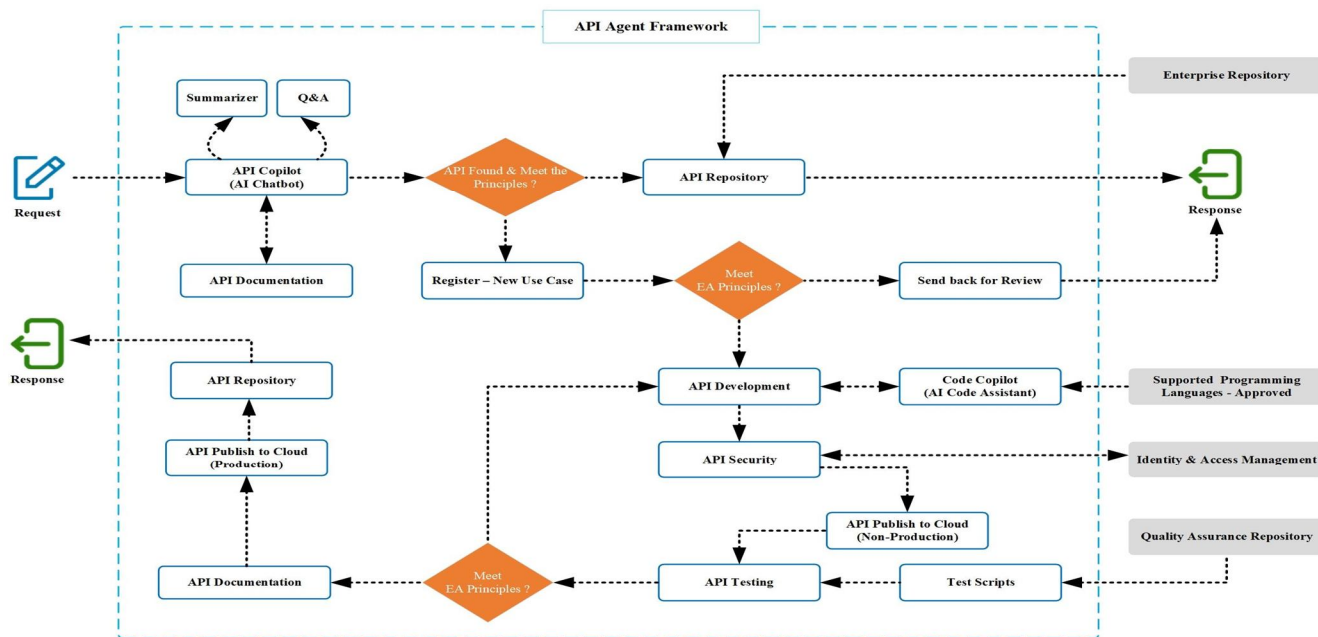 API Agent Framework
Enterprise Repository
Summarizer
Q&A
API Copilot
(AI Chatbot)
API Found & Meet the
Principles ?
API Repository
Request
Response
API Documentation
Register – New Use Case
Meet
EA Principles ?
Send back for Review
Response
API Repository
API Development
Code Copilot
(AI Code Assistant)
Supported Programming
Languages - Approved
API Publish to Cloud
(Production)
API Security
Identity & Access Management
API Publish to Cloud
(Non-Production)
Quality Assurance Repository
API Documentation
Meet
EA Principles ?
API Testing
Test Scripts